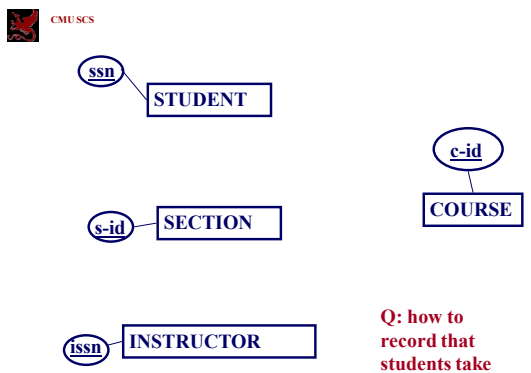 CMU SCS
ssn
STUDENT
c-id
COURSE
s-id
SECTION
issn
INSTRUCTOR
Q: how to
record that
students take